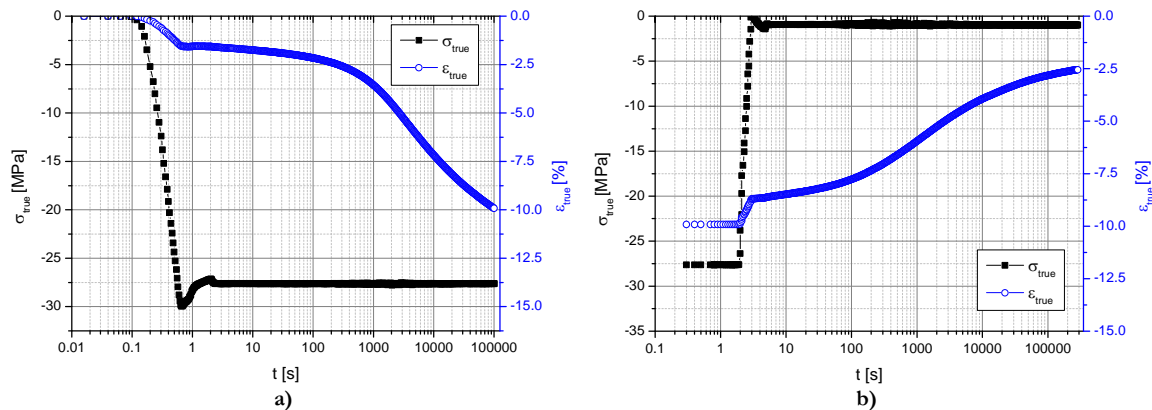 0
-5
-10
-15
-20
-25
-30
σtrue [MPa]
0.01 0.1 1 10 100 1000 10000 100000
t [s]
0.0
-2.5
-5.0
-7.5
-10.0
-12.5
-15.0
εtrue [%]
σtrue
εtrue
a)
0
-5
-10
-15
-20
-25
-30
-35
σtrue [MPa]
0.1 1 10 100 1000 10000 100000
t [s]
0.0
-2.5
-5.0
-7.5
-10.0
-12.5
-15.0
εtrue [%]
σtrue
εtrue
b)